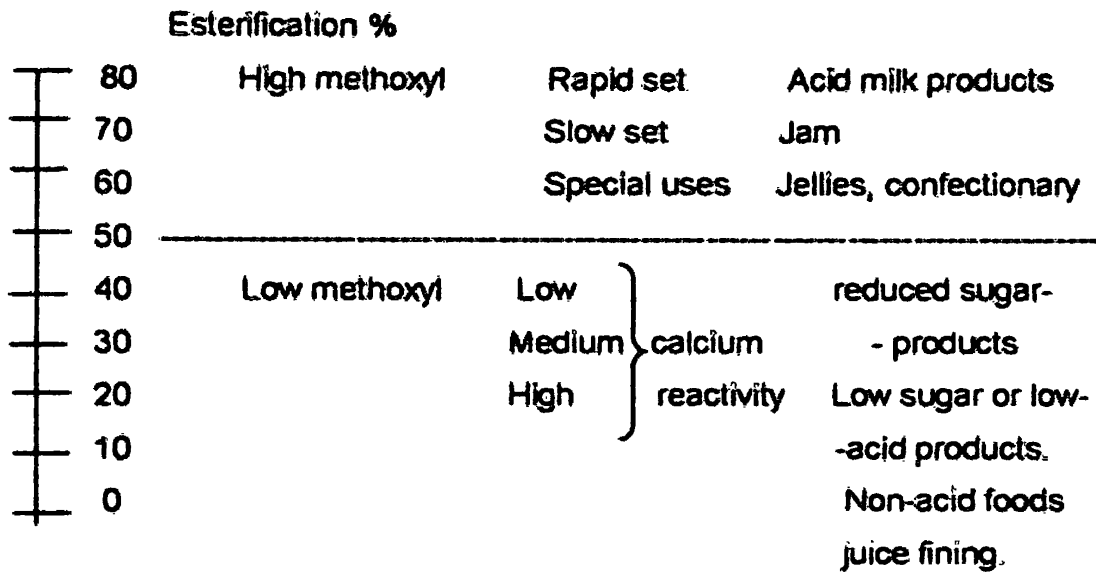 Esterification %
80 High methoxyl Rapid set Acid milk products
70 Slow set Jam
60 Special uses Jellies, confectionary
50
40 Low methoxyl Low reduced sugar-
30 Medium calcium - products
20 High reactivity Low sugar or low-
10 -acid products.
0 Non-acid foods
juice fining.